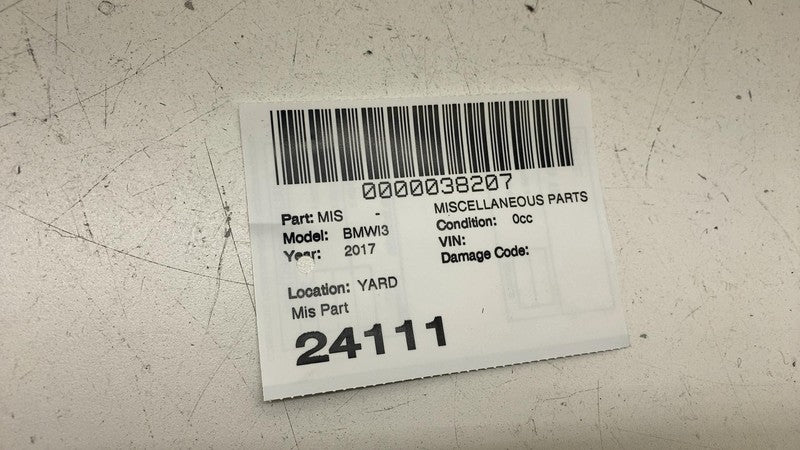 0000038207
Part: MIS - MISCELLANEOUS PARTS
Model: BMWI3 Condition: 0cc
Year: 2017 VIN:
Damage Code:
Location: YARD
Mis Part
24111